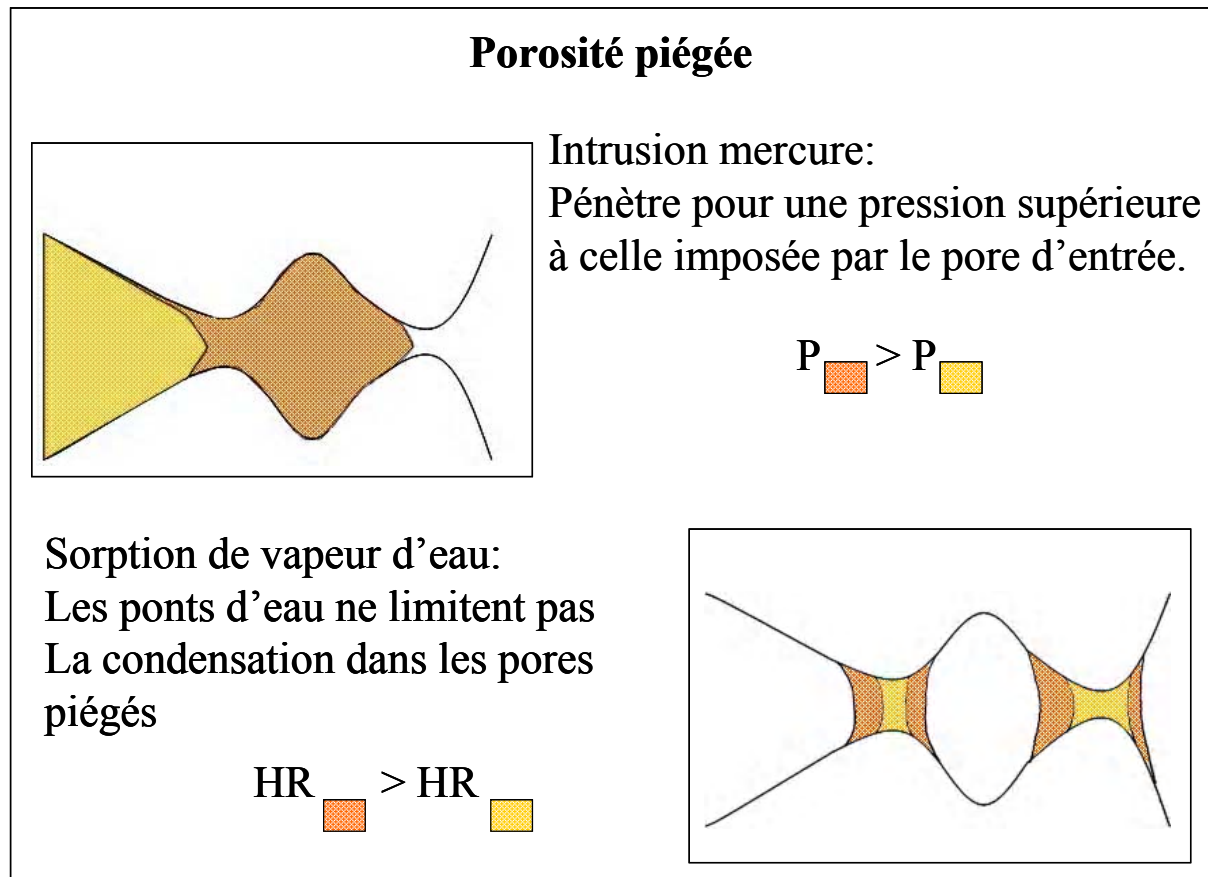 Porosité piégée
Intrusion mercure:
Pénètre pour une pression supérieure
à celle imposée par le pore d'entrée.
P > P
Sorption de vapeur d'eau:
Les ponts d'eau ne limitent pas
La condensation dans les pores
piégés
HR > HR